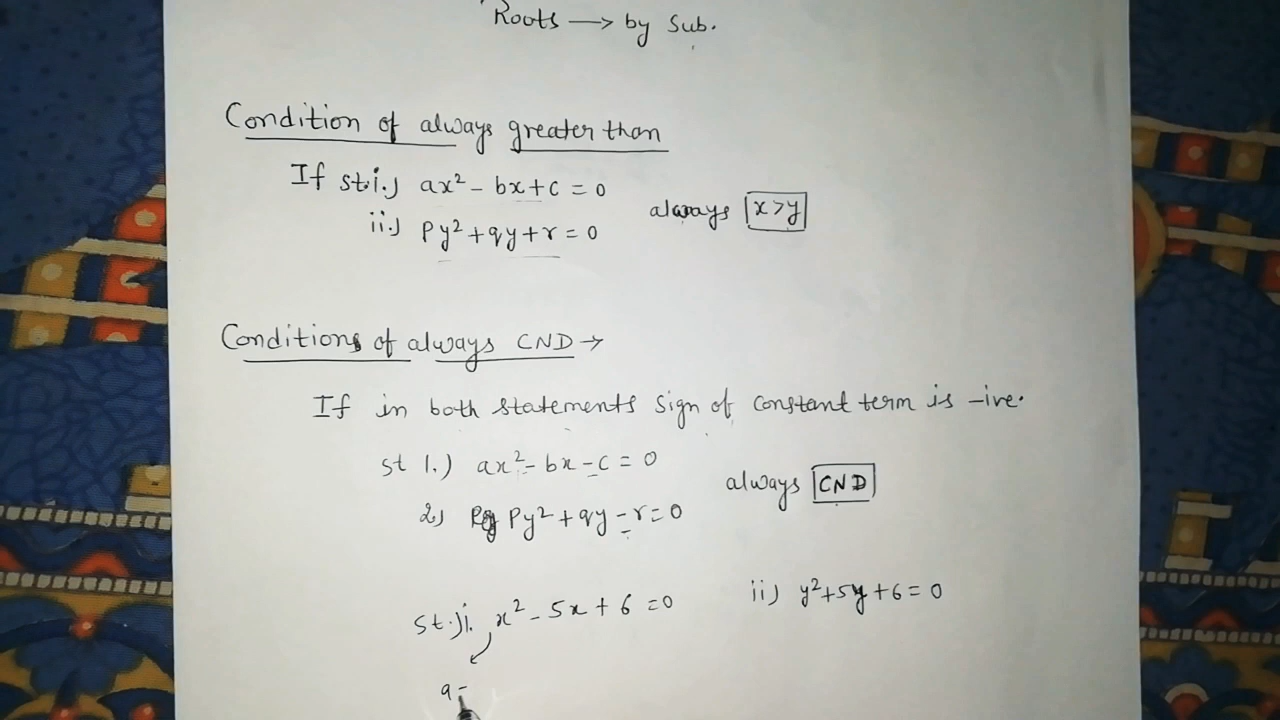 Roots → by Sub.
Condition of always greater than
If st.i.) ax² - bx + c = 0
always x>y
ii.) py² + qy + r = 0
Conditions of always CND →
If in both statements sign of constant term is -ive.
st 1.) ax² - bx - c = 0
always CND
2) py² + qy - r = 0
st.)i. x² - 5x + 6 = 0 ii) y² + 5y + 6 = 0
a =